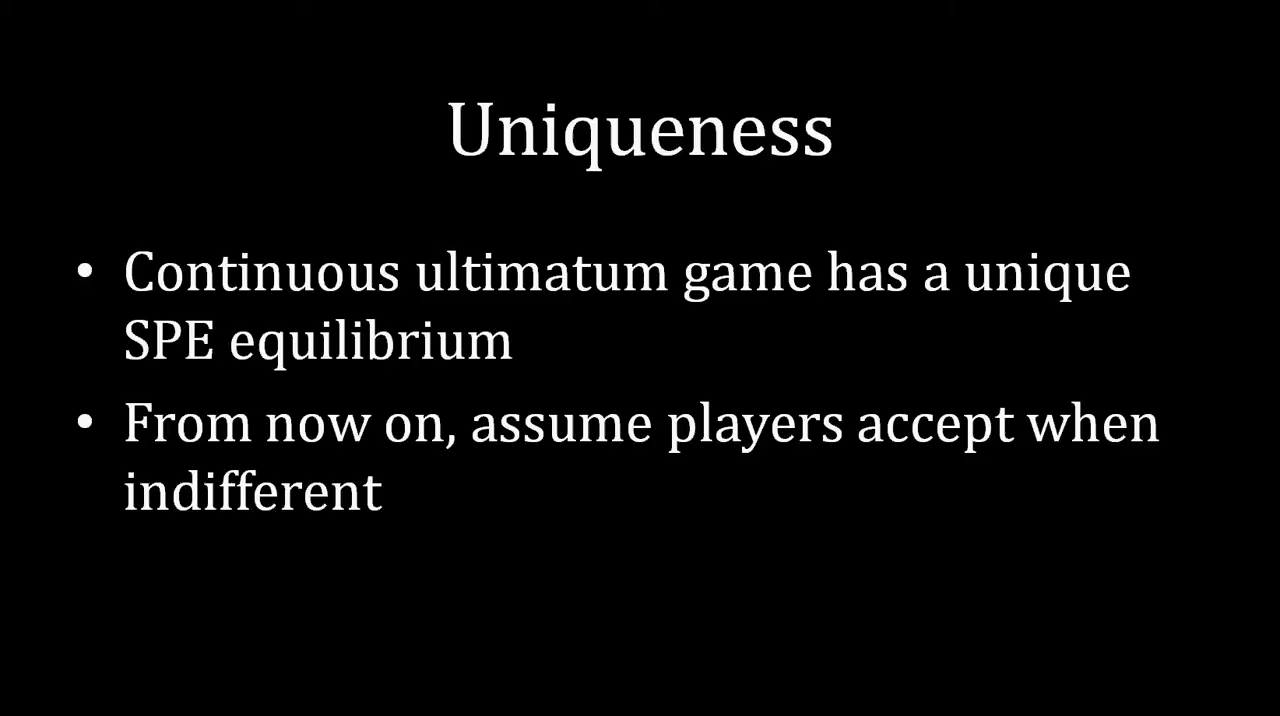 Uniqueness
• Continuous ultimatum game has a unique
SPE equilibrium
• From now on, assume players accept when
indifferent